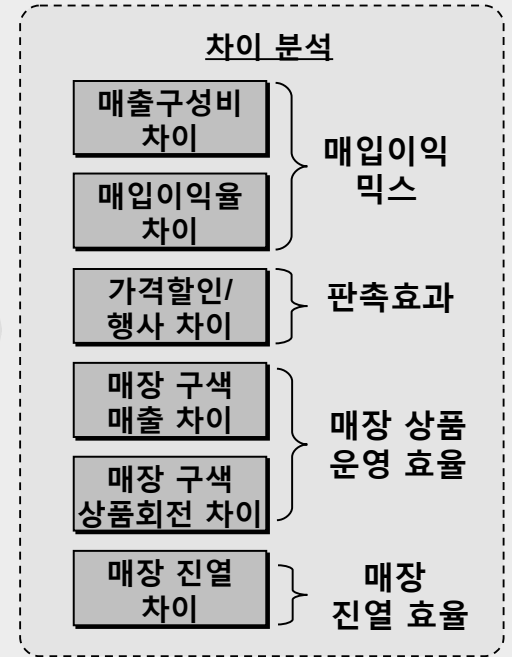 차이 분석
매출구성비
차이
매입이익율
차이
매입이익
믹스
가격할인/
행사 차이
판촉효과
매장 구색
매출 차이
매장 구색
상품회전 차이
매장 상품
운영 효율
매장 진열
차이
매장
진열 효율